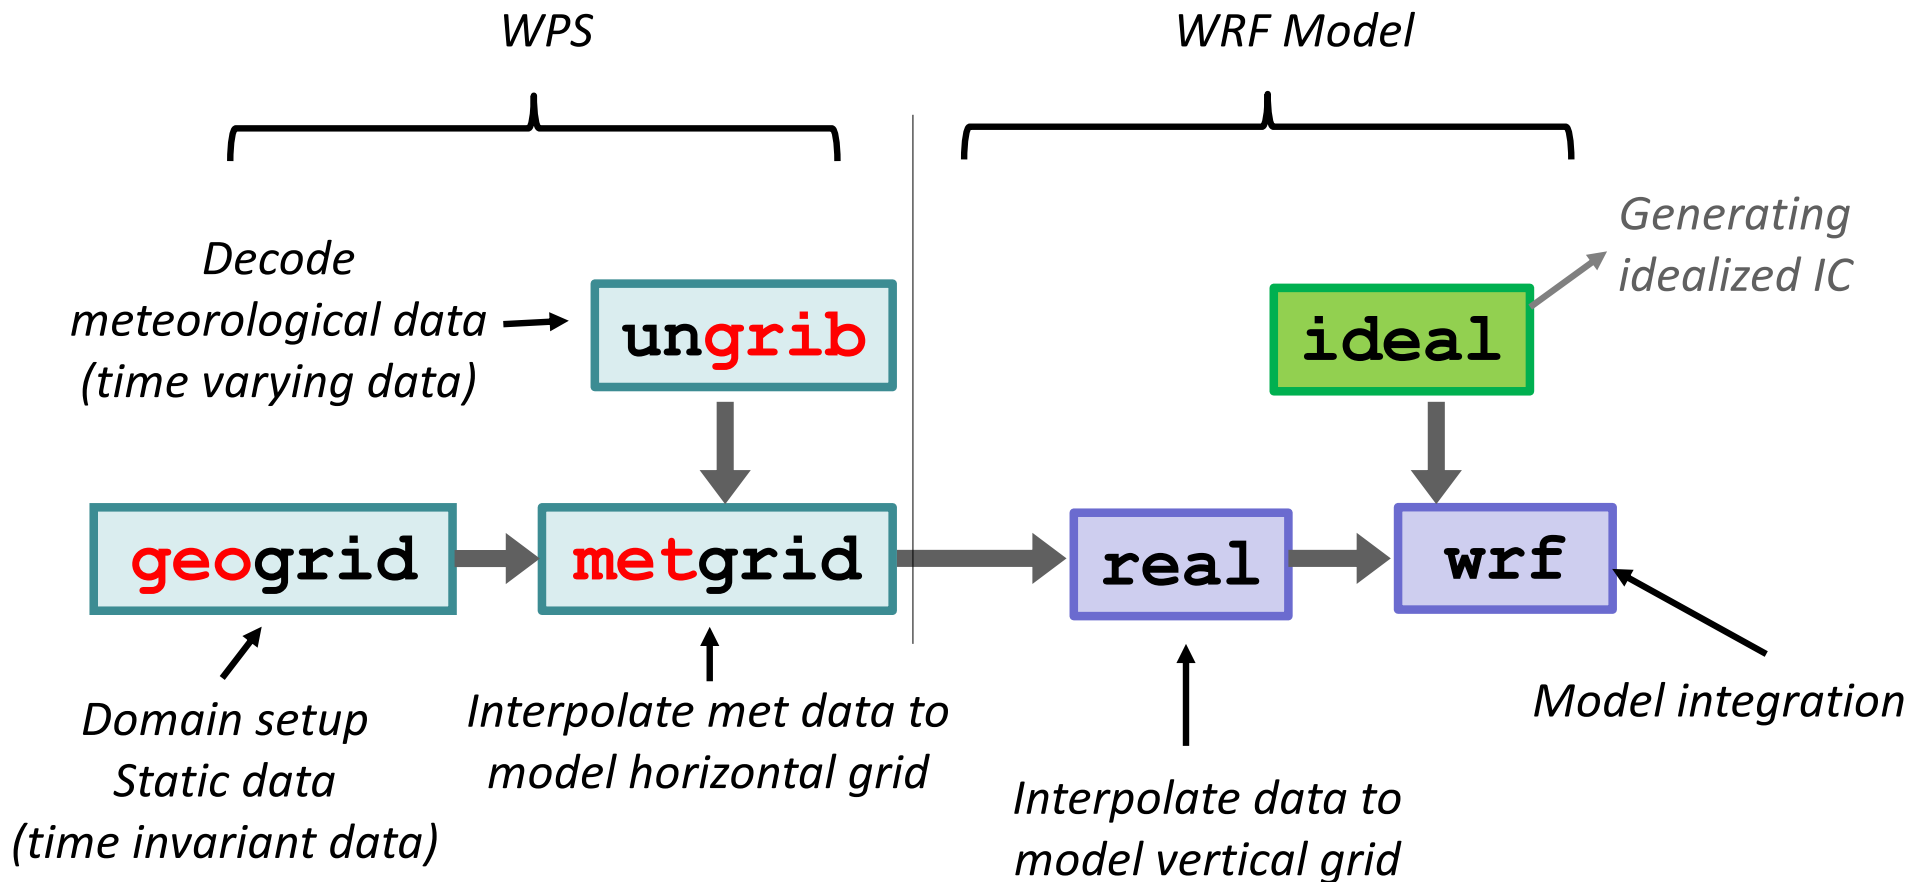 WPS
WRF Model
Generating
idealized IC
Decode
meteorological data
(time varying data)
ungrib
ideal
geogrid
metgrid
real
wrf
Domain setup
Static data
(time invariant data)
Interpolate met data to
model horizontal grid
Interpolate data to
model vertical grid
Model integration